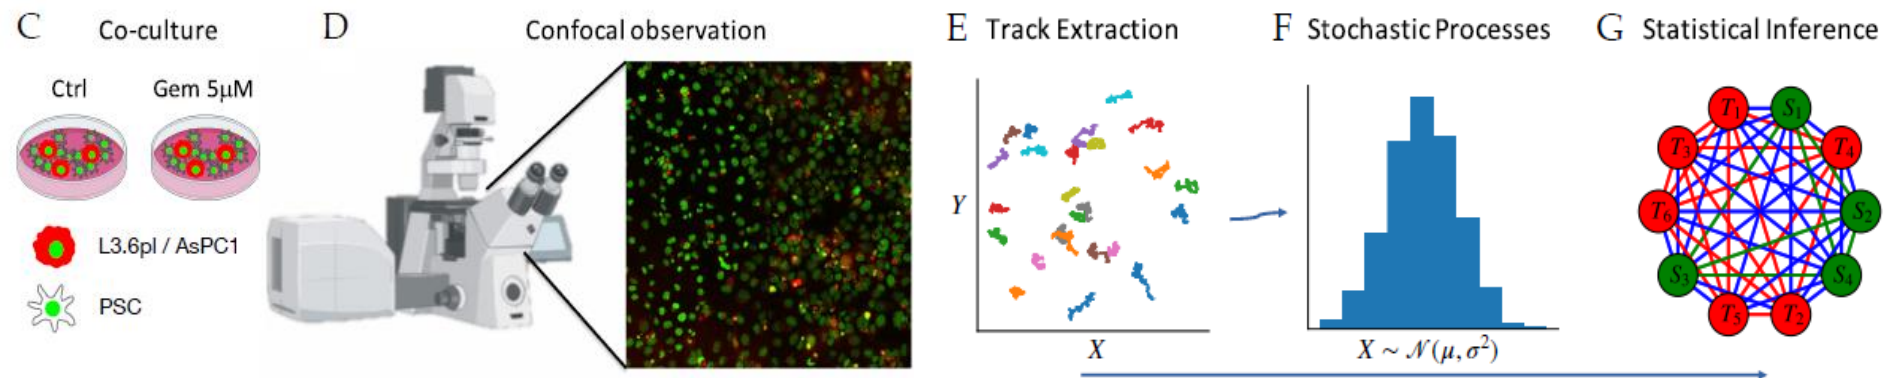 C Co-culture
Ctrl Gem 5μM
L3.6pl / AsPC1
PSC
D Confocal observation
E Track Extraction
Y
X
F Stochastic Processes
X ~ 𝒩(μ, σ²)
G Statistical Inference
T₁ S₁
T₃ T₄
T₆ S₂
S₃ S₄
T₅ T₂